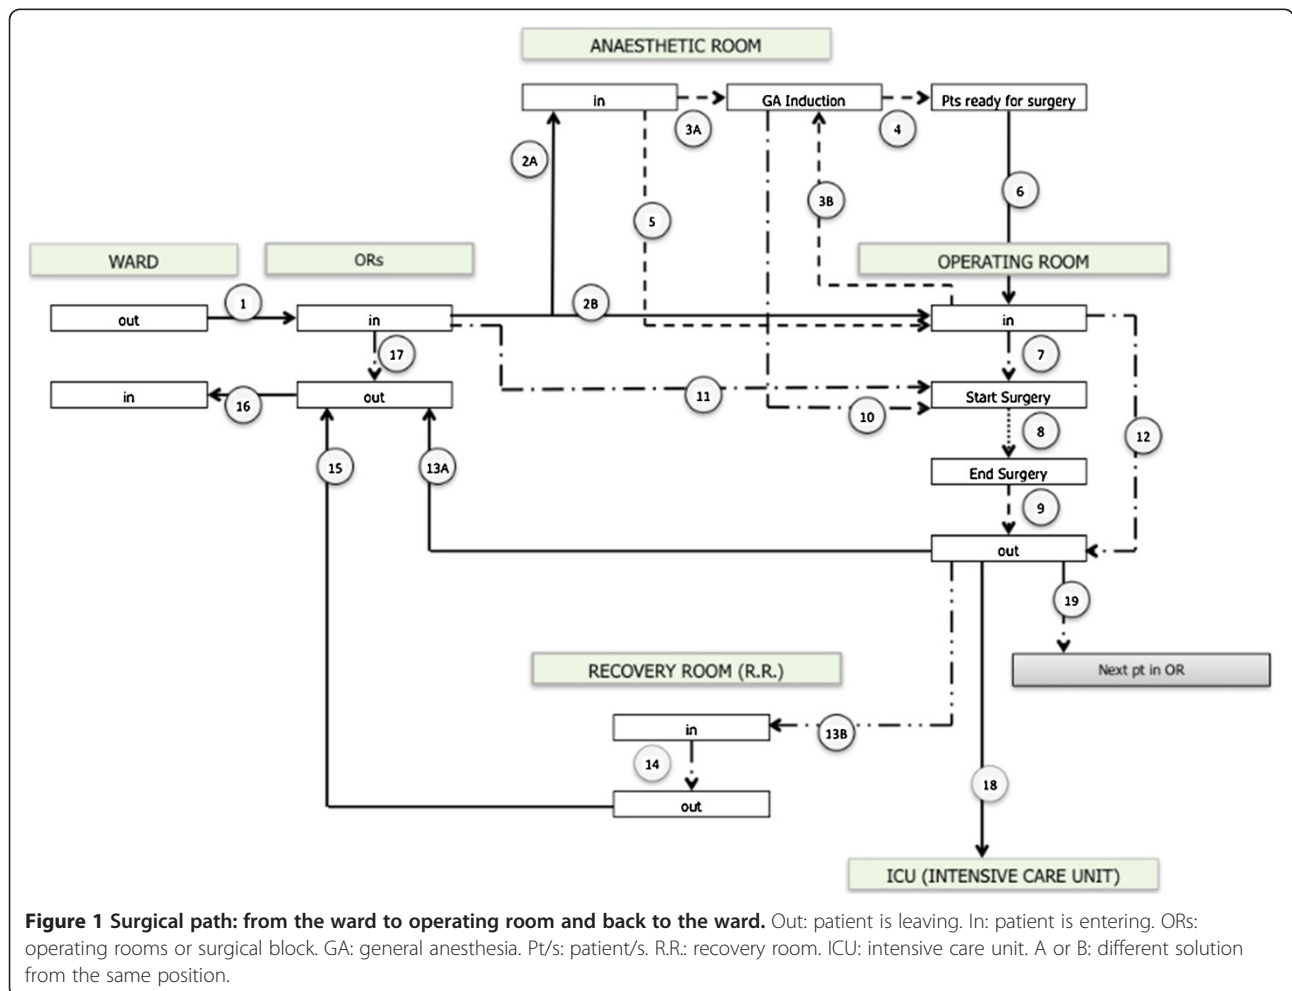 ANAESTHETIC ROOM
in
GA Induction
Pts ready for surgery
3A
4
2A
6
3B
5
WARD
ORs
OPERATING ROOM
1
2B
out
in
in
17
7
in
out
Start Surgery
16
11
10
8
12
15
13A
End Surgery
9
out
19
RECOVERY ROOM (R.R.)
Next pt in OR
in
13B
14
18
out
ICU (INTENSIVE CARE UNIT)
Figure 1 Surgical path: from the ward to operating room and back to the ward. Out: patient is leaving. In: patient is entering. ORs:
operating rooms or surgical block. GA: general anesthesia. Pt/s: patient/s. R.R.: recovery room. ICU: intensive care unit. A or B: different solution
from the same position.